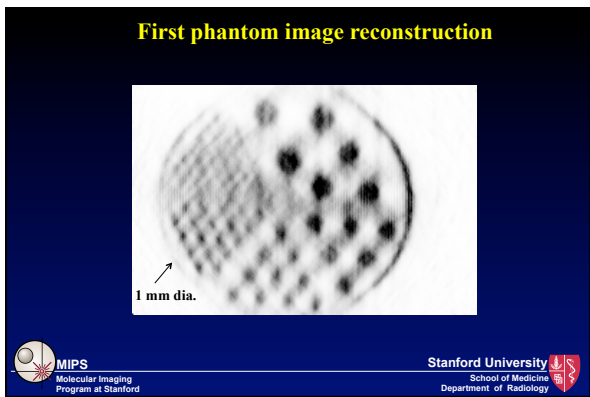 First phantom image reconstruction
1 mm dia.
MIPS
Molecular Imaging
Program at Stanford
Stanford University
School of Medicine
Department of Radiology